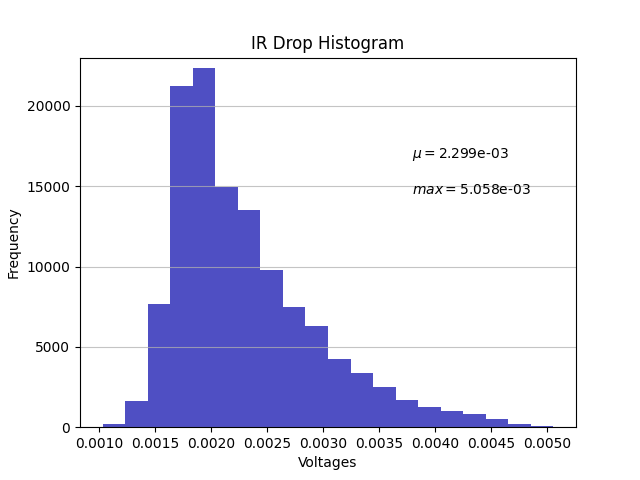 IR Drop Histogram
20000
15000
10000
5000
0
Frequency
μ = 2.299e-03
max = 5.058e-03
0.0010 0.0015 0.0020 0.0025 0.0030 0.0035 0.0040 0.0045 0.0050
Voltages